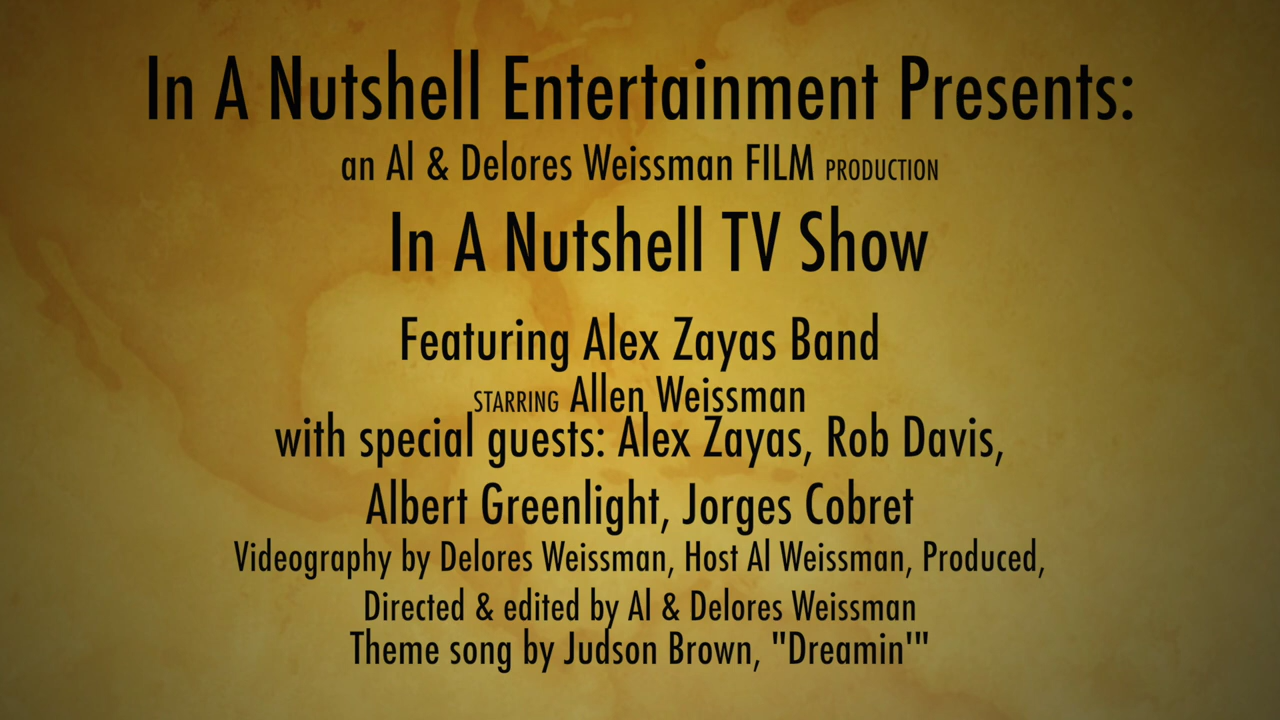 In A Nutshell Entertainment Presents:
an Al & Delores Weissman FILM PRODUCTION
In A Nutshell TV Show
Featuring Alex Zayas Band
STARRING Allen Weissman
with special guests: Alex Zayas, Rob Davis,
Albert Greenlight, Jorges Cobret
Videography by Delores Weissman, Host Al Weissman, Produced,
Directed & edited by Al & Delores Weissman
Theme song by Judson Brown, "Dreamin'"